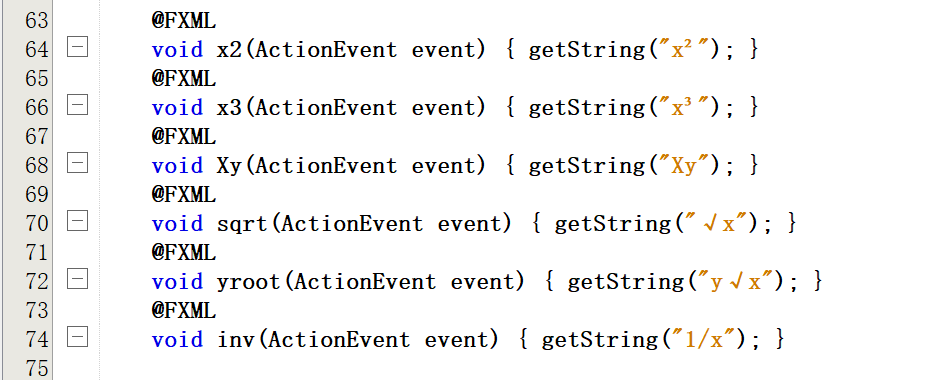 63 @FXML
64 void x2(ActionEvent event) { getString("x²"); }
65 @FXML
66 void x3(ActionEvent event) { getString("x³"); }
67 @FXML
68 void Xy(ActionEvent event) { getString("Xy"); }
69 @FXML
70 void sqrt(ActionEvent event) { getString("√x"); }
71 @FXML
72 void yroot(ActionEvent event) { getString("y√x"); }
73 @FXML
74 void inv(ActionEvent event) { getString("1/x"); }
75